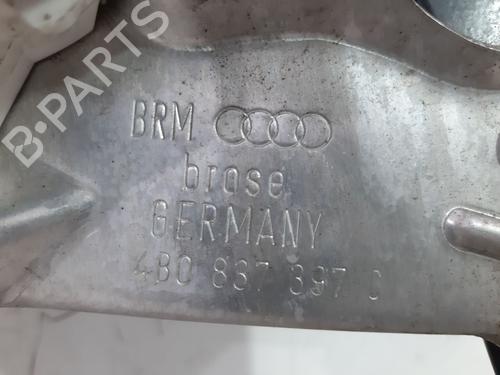 B-PARTS
BRM
brose
GERMANY
4B0 837 397 C